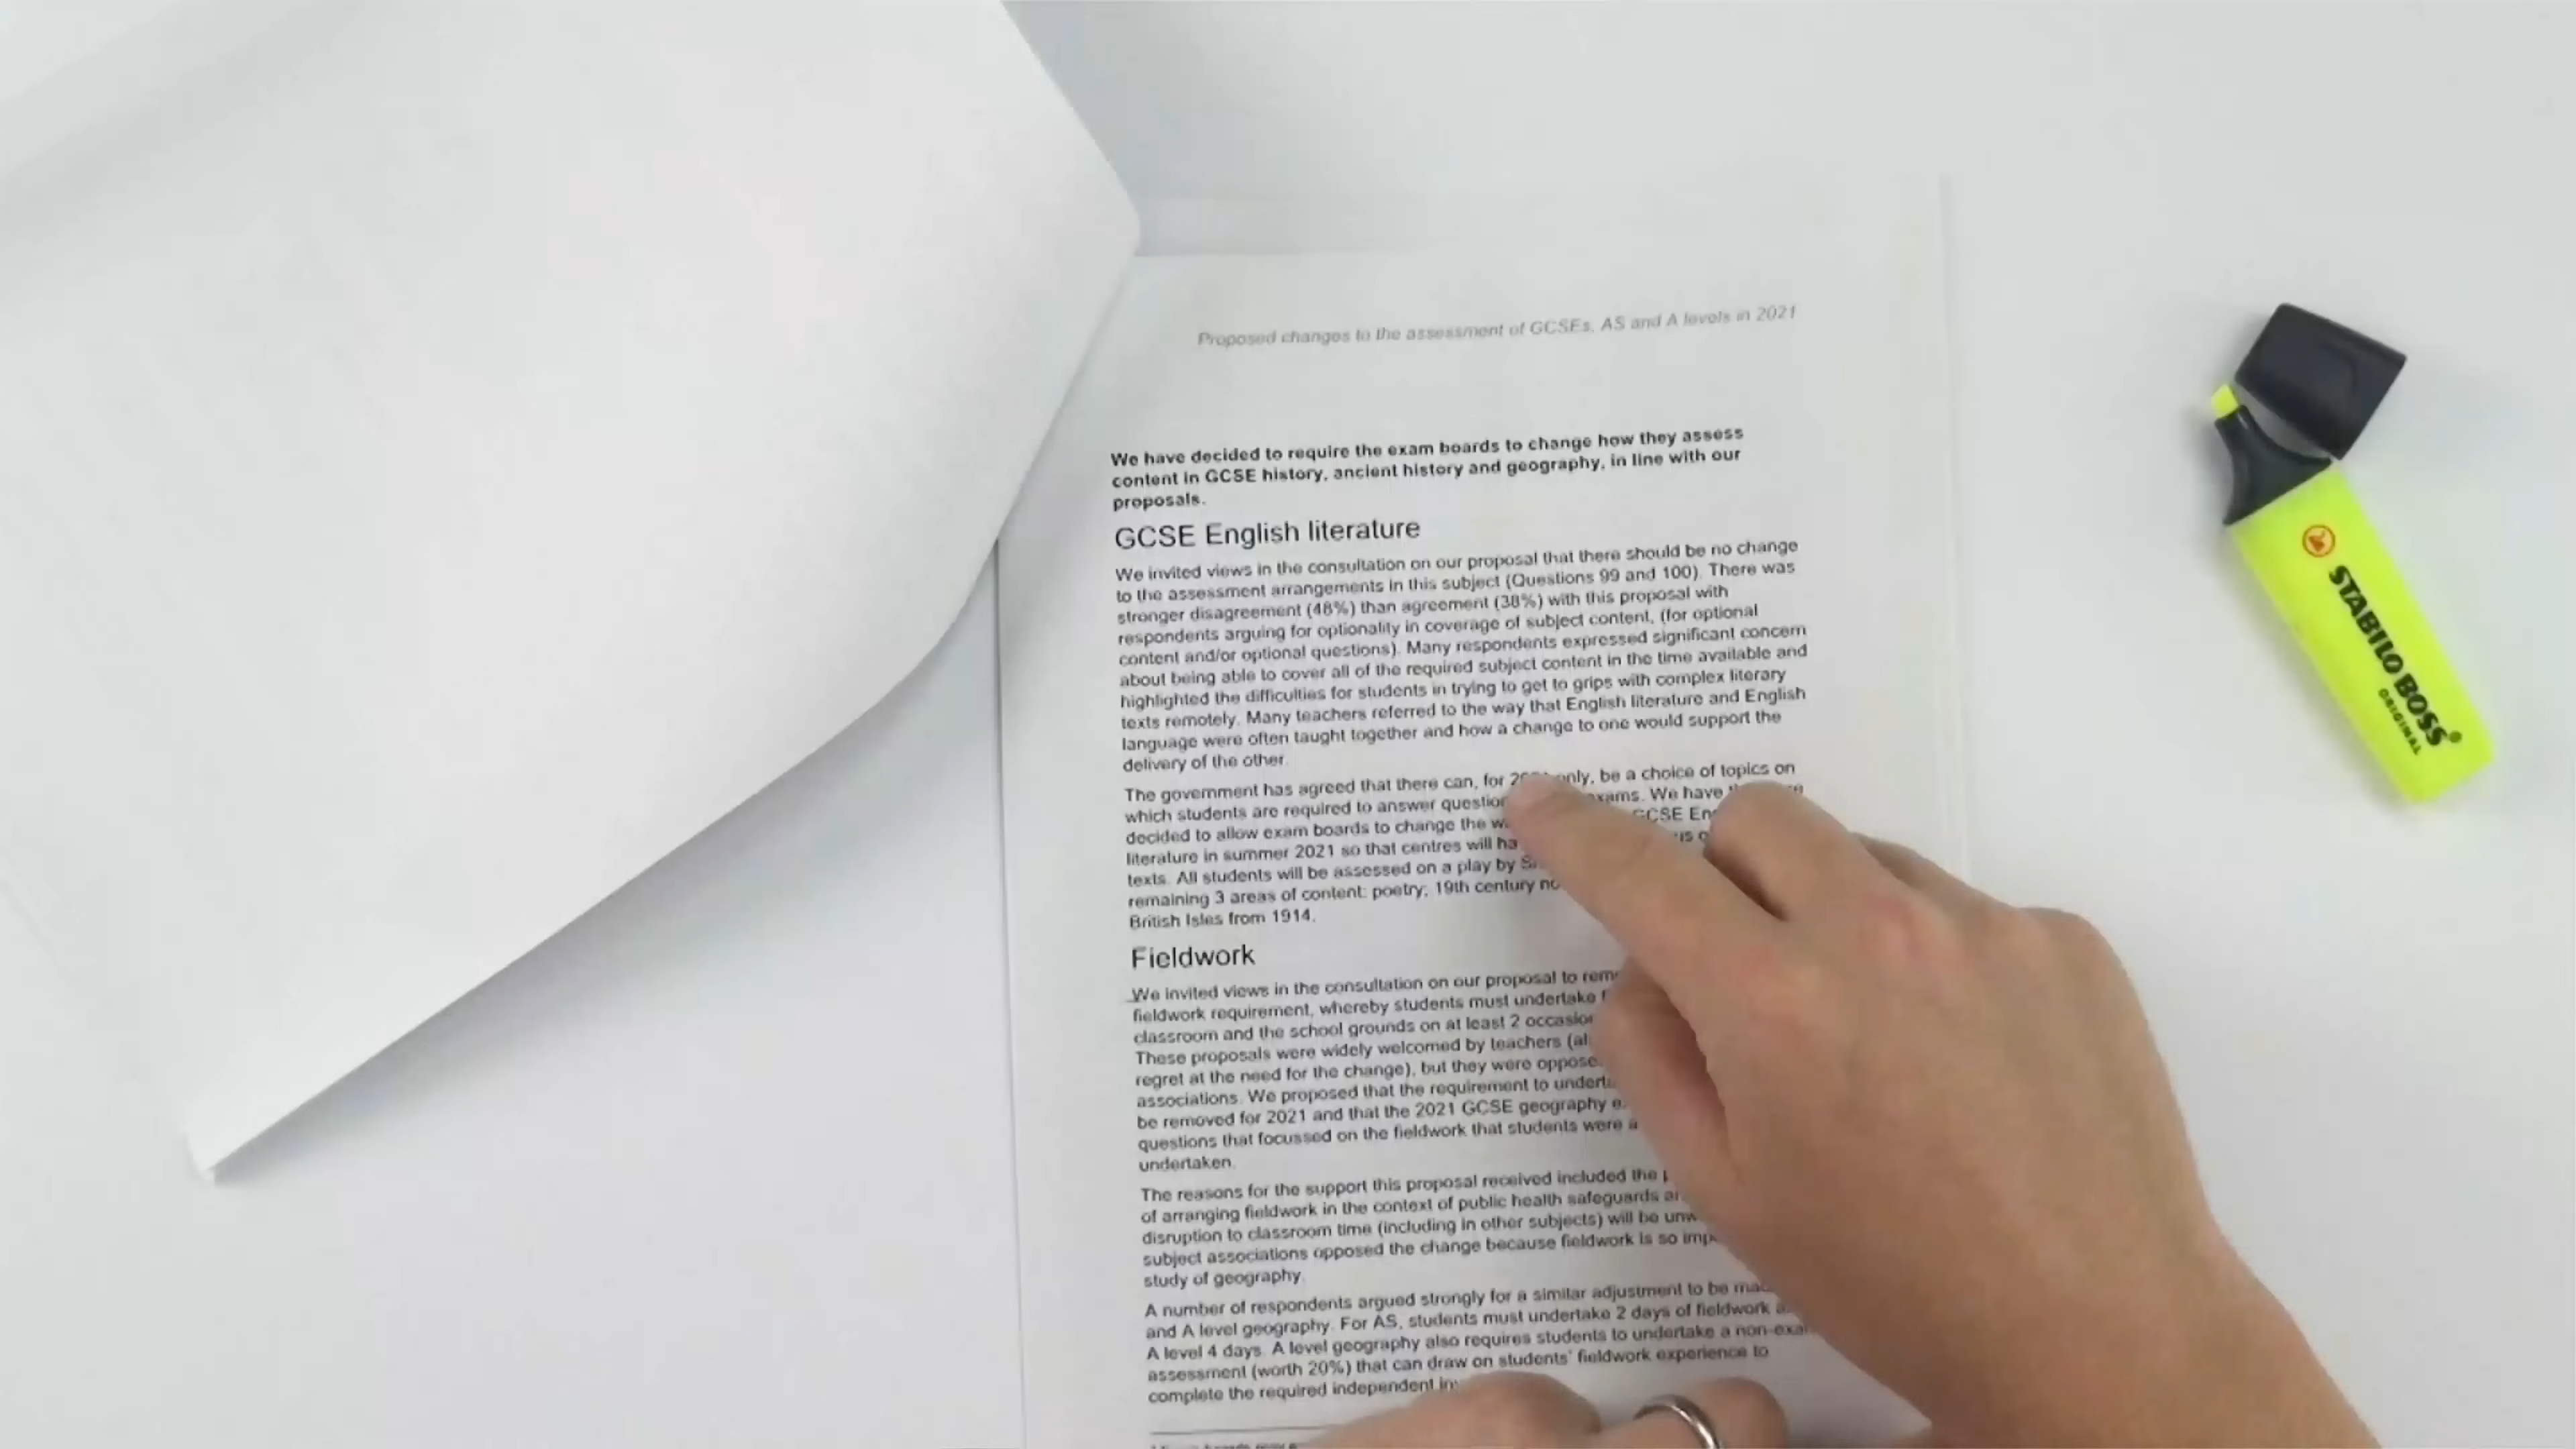 Proposed changes to the assessment of GCSEs, AS and A levels in 2021
We have decided to require the exam boards to change how they assess
content in GCSE history, ancient history and geography, in line with our
proposals.
GCSE English literature
We invited views in the consultation on our proposal that there should be no change
to the assessment arrangements in this subject (Questions 99 and 100). There was
stronger disagreement (48%) than agreement (38%) with this proposal with
respondents arguing for optionality in coverage of subject content, (for optional
content and/or optional questions). Many respondents expressed significant concern
about being able to cover all of the required subject content in the time available and
highlighted the difficulties for students in trying to get to grips with complex literary
texts remotely. Many teachers referred to the way that English literature and English
language were often taught together and how a change to one would support the
delivery of the other.
The government has agreed that there can, for only, be a choice of topics on
which students are required to answer exams. We have
decided to allow exam boards to change the GCSE
literature in summer 2021 so that centres will
texts. All students will be assessed on a play by
remaining 3 areas of content: poetry; 19th century
British Isles from 1914.
Fieldwork
We invited views in the consultation on our proposal to
fieldwork requirement, whereby students must undertake
classroom and the school grounds on at least 2
These proposals were widely welcomed by teachers
regret at the need for the change), but they were
associations. We proposed that the requirement to
be removed for 2021 and that the 2021 GCSE geography
questions that focussed on the fieldwork that students were
undertaken.
The reasons for the support this proposal received included the
of arranging fieldwork in the context of public health safeguards
disruption to classroom time (including in other subjects) will be
subject associations opposed the change because fieldwork is so
study of geography.
A number of respondents argued strongly for a similar adjustment to be
and A level geography. For AS, students must undertake 2 days of fieldwork
A level 4 days. A level geography also requires students to undertake a
assessment (worth 20%) that can draw on students' fieldwork experience to
complete the required independent
STABILO BOSS®
ORIGINAL